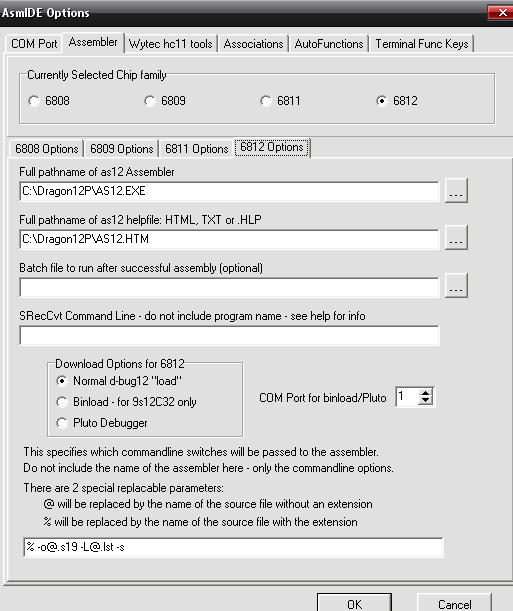 AsmIDE Options
COM Port Assembler Wytec hc11 tools Associations AutoFunctions Terminal Func Keys
Currently Selected Chip family
6808 6809 6811 6812
6808 Options 6809 Options 6811 Options 6812 Options
Full pathname of as12 Assembler
C:\Dragon12P\AS12.EXE ...
Full pathname of as12 helpfile: HTML, TXT or .HLP
C:\Dragon12P\AS12.HTM ...
Batch file to run after successful assembly (optional)
...
SRecCvt Command Line - do not include program name - see help for info
Download Options for 6812
Normal d-bug12 "load"
Binload - for 9s12C32 only
COM Port for binload/Pluto 1
Pluto Debugger
This specifies which commandline switches will be passed to the assembler.
Do not include the name of the assembler here - only the commandline options.
There are 2 special replacable parameters:
@ will be replaced by the name of the source file without an extension
% will be replaced by the name of the source file with the extension
% -o@.s19 -L@.lst -s
OK Cancel